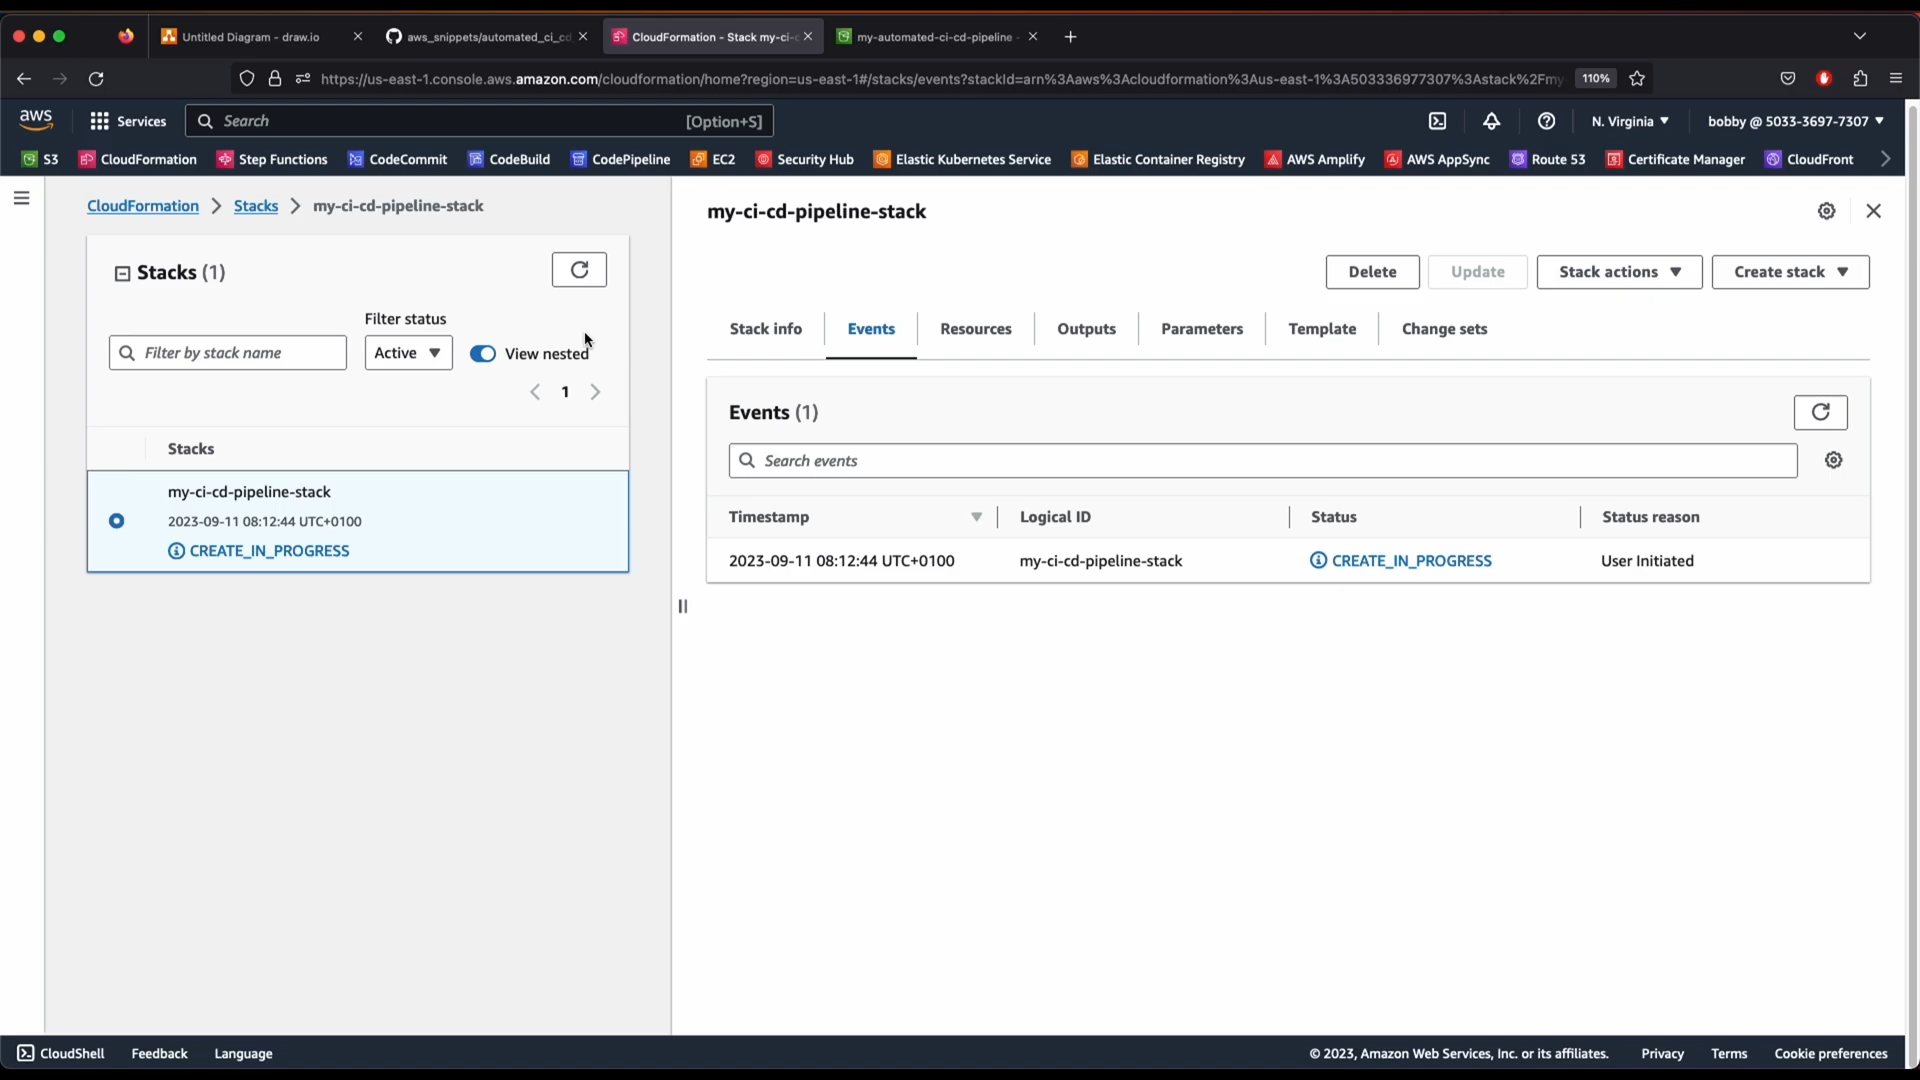 Untitled Diagram - draw.io
aws_snippets/automated_ci_cd
CloudFormation - Stack my-ci-
my-automated-ci-cd-pipeline -
https://us-east-1.console.aws.amazon.com/cloudformation/home?region=us-east-1#/stacks/events?stackId=arn%3Aaws%3Acloudformation%3Aus-east-1%3A503336977307%3Astack%2Fmy
110%
aws
Services
Search
[Option+S]
N. Virginia
bobby @ 5033-3697-7307
S3
CloudFormation
Step Functions
CodeCommit
CodeBuild
CodePipeline
EC2
Security Hub
Elastic Kubernetes Service
Elastic Container Registry
AWS Amplify
AWS AppSync
Route 53
Certificate Manager
CloudFront
CloudFormation > Stacks > my-ci-cd-pipeline-stack
Stacks (1)
Filter status
Filter by stack name
Active
View nested
1
Stacks
my-ci-cd-pipeline-stack
2023-09-11 08:12:44 UTC+0100
CREATE_IN_PROGRESS
my-ci-cd-pipeline-stack
Delete
Update
Stack actions
Create stack
Stack info
Events
Resources
Outputs
Parameters
Template
Change sets
Events (1)
Search events
Timestamp
Logical ID
Status
Status reason
2023-09-11 08:12:44 UTC+0100
my-ci-cd-pipeline-stack
CREATE_IN_PROGRESS
User Initiated
CloudShell
Feedback
Language
© 2023, Amazon Web Services, Inc. or its affiliates.
Privacy
Terms
Cookie preferences